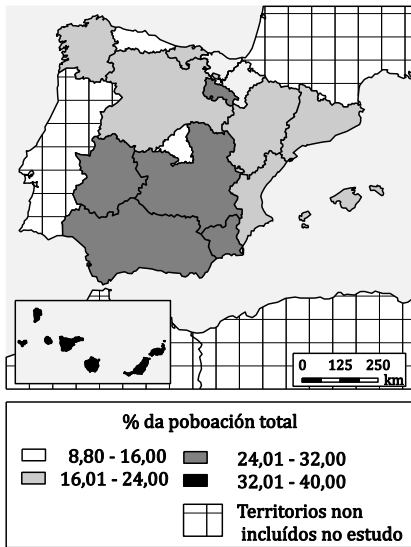 0 125 250
km
% da poboación total
8,80 - 16,00
16,01 - 24,00
24,01 - 32,00
32,01 - 40,00
Territorios non
incluídos no estudo